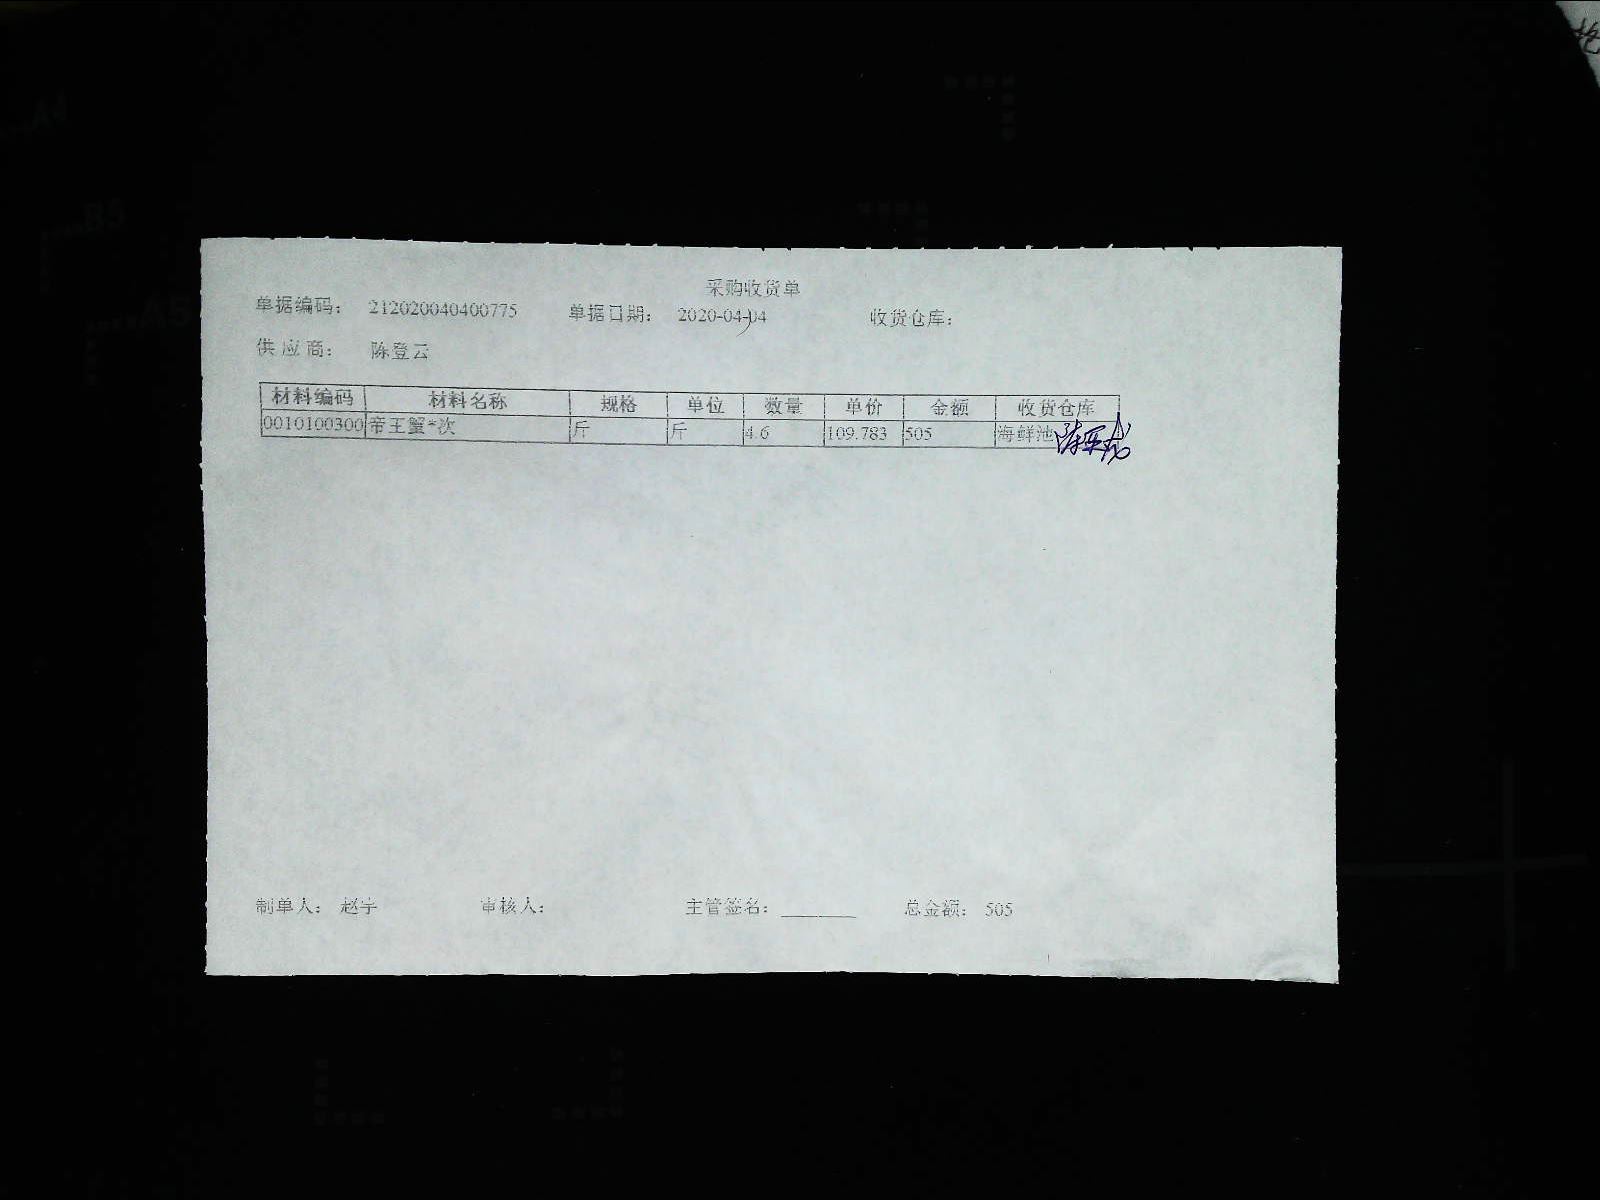 采购收货单
单据编码： 212020040400775 单据日期： 2020-04-04 收货仓库：
供应商： 陈登云
材料编码 材料名称 规格 单位 数量 单价 金额 收货仓库
0010100300 帝王蟹*次 斤 斤 4.6 109.783 505 海鲜池
制单人： 赵宇 审核人： 主管签名： 总金额： 505